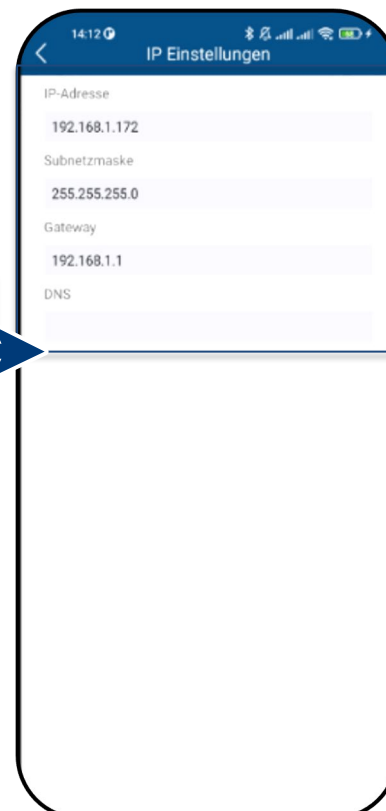 14:12
IP Einstellungen
IP-Adresse
192.168.1.172
Subnetzmaske
255.255.255.0
Gateway
192.168.1.1
DNS